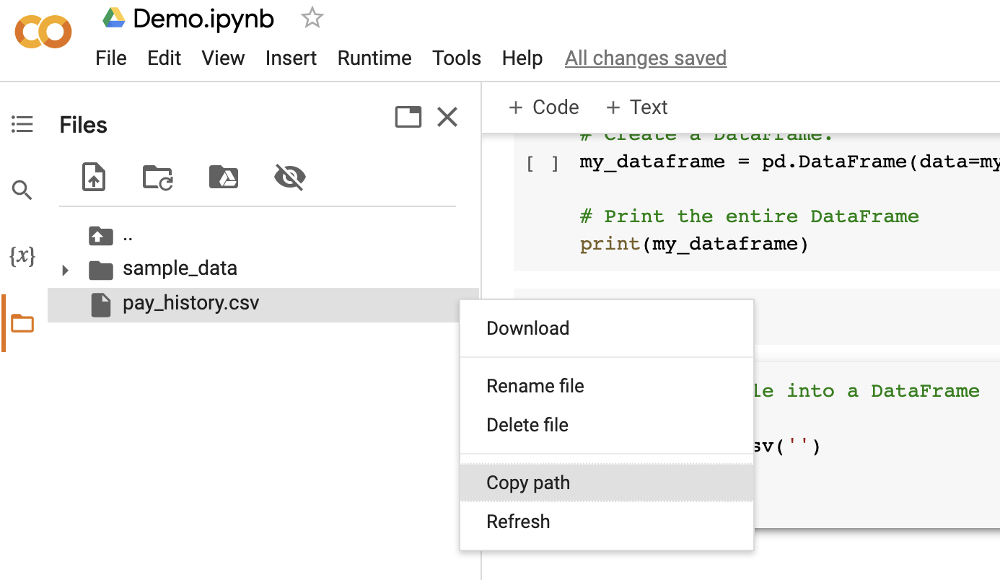 Demo.ipynb
File Edit View Insert Runtime Tools Help All changes saved
Files
{x}
..
sample_data
pay_history.csv
+ Code + Text
# Create a DataFrame.
[ ] my_dataframe = pd.DataFrame(data=my
# Print the entire DataFrame
print(my_dataframe)
Download
Rename file
Delete file
Copy path
Refresh
le into a DataFrame
sv('')